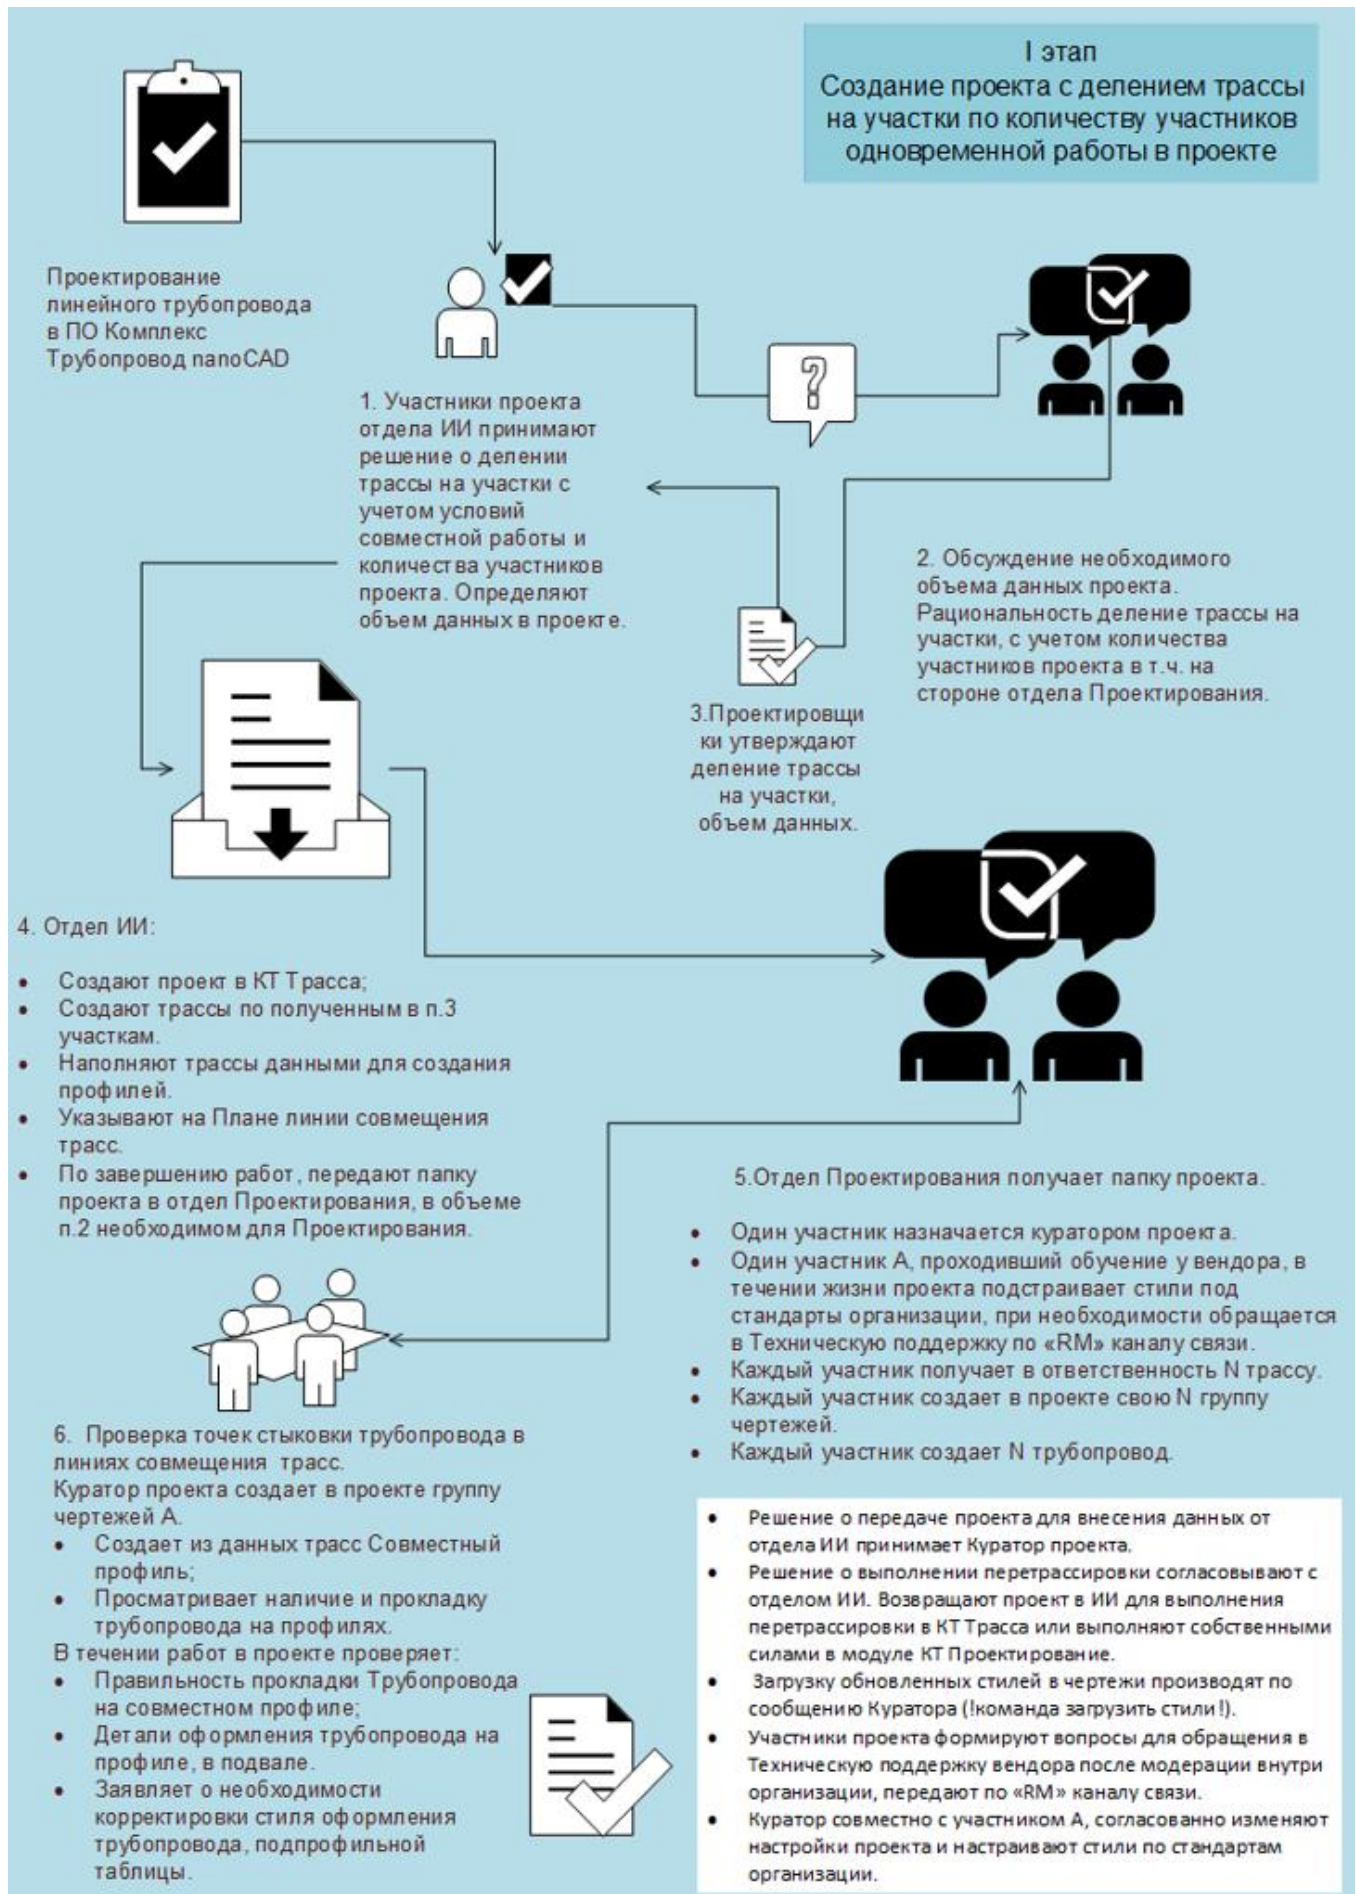 I этап
Создание проекта с делением трассы
на участки по количеству участников
одновременной работы в проекте
Проектирование
линейного трубопровода
в ПО Комплекс
Трубопровод nanoCAD
1. Участники проекта
отдела ИИ принимают
решение о делении
трассы на участки с
учетом условий
совместной работы и
количества участников
проекта. Определяют
объем данных в проекте.
?
2. Обсуждение необходимого
объема данных проекта.
Рациональность деление трассы на
участки, с учетом количества
участников проекта в т.ч. на
стороне отдела Проектирования.
3.Проектировщи
ки утверждают
деление трассы
на участки,
объем данных.
4. Отдел ИИ:
• Создают проект в КТ Трасса;
• Создают трассы по полученным в п.3
участкам.
• Наполняют трассы данными для создания
профилей.
• Указывают на Плане линии совмещения
трасс.
• По завершению работ, передают папку
проекта в отдел Проектирования, в объеме
п.2 необходимом для Проектирования.
5.Отдел Проектирования получает папку проекта.
• Один участник назначается куратором проекта.
• Один участник А, проходивший обучение у вендора, в
течении жизни проекта подстраивает стили под
стандарты организации, при необходимости обращается
в Техническую поддержку по «RM» каналу связи.
• Каждый участник получает в ответственность N трассу.
• Каждый участник создает в проекте свою N группу
чертежей.
• Каждый участник создает N трубопровод.
6. Проверка точек стыковки трубопровода в
линиях совмещения трасс.
Куратор проекта создает в проекте группу
чертежей А.
• Создает из данных трасс Совместный
профиль;
• Просматривает наличие и прокладку
трубопровода на профилях.
В течении работ в проекте проверяет:
• Правильность прокладки Трубопровода
на совместном профиле;
• Детали оформления трубопровода на
профиле, в подвале.
• Заявляет о необходимости
корректировки стиля оформления
трубопровода, подпрофильной
таблицы.
• Решение о передаче проекта для внесения данных от
отдела ИИ принимает Куратор проекта.
• Решение о выполнении перетрассировки согласовывают с
отделом ИИ. Возвращают проект в ИИ для выполнения
перетрассировки в КТ Трасса или выполняют собственными
силами в модуле КТ Проектирование.
• Загрузку обновленных стилей в чертежи производят по
сообщению Куратора (!команда загрузить стили!).
• Участники проекта формируют вопросы для обращения в
Техническую поддержку вендора после модерации внутри
организации, передают по «RM» каналу связи.
• Куратор совместно с участником А, согласованно изменяют
настройки проекта и настраивают стили по стандартам
организации.